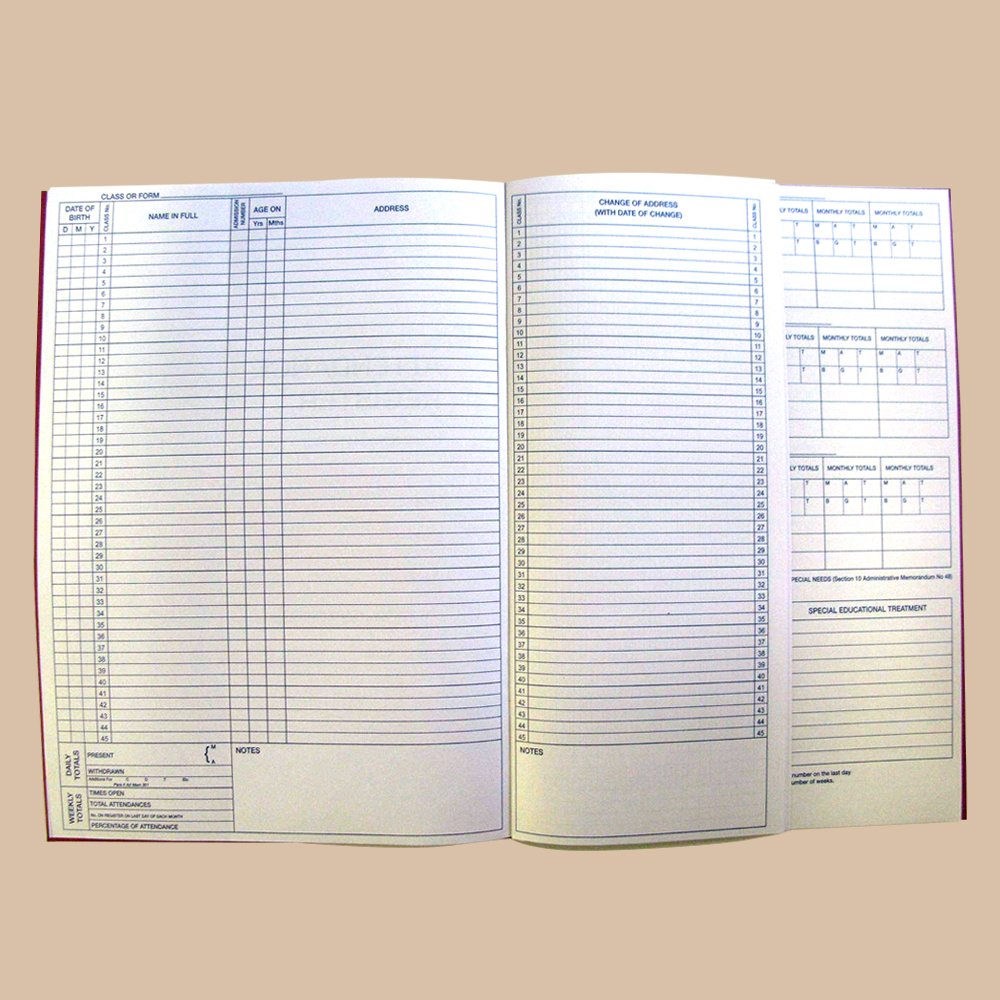 CLASS OR FORM
DATE OF BIRTH
D M Y
CLASS No.
NAME IN FULL
ADMISSION NUMBER
AGE ON
Yrs Mths
ADDRESS
1
2
3
4
5
6
7
8
9
10
11
12
13
14
15
16
17
18
19
20
21
22
23
24
25
26
27
28
29
30
31
32
33
34
35
36
37
38
39
40
41
42
43
44
45
DAILY TOTALS
PRESENT
M
A
WITHDRAWN
WEEKLY TOTALS
TIMES OPEN
TOTAL ATTENDANCES
No. ON REGISTER ON LAST DAY OF EACH MONTH
PERCENTAGE OF ATTENDANCE
NOTES
CLASS No.
CHANGE OF ADDRESS
(WITH DATE OF CHANGE)
CLASS No.
1 1
2 2
3 3
4 4
5 5
6 6
7 7
8 8
9 9
10 10
11 11
12 12
13 13
14 14
15 15
16 16
17 17
18 18
19 19
20 20
21 21
22 22
23 23
24 24
25 25
26 26
27 27
28 28
29 29
30 30
31 31
32 32
33 33
34 34
35 35
36 36
37 37
38 38
39 39
40 40
41 41
42 42
43 43
44 44
45 45
NOTES
LY TOTALS MONTHLY TOTALS MONTHLY TOTALS
T M A T M A T
T B G T B G T
LY TOTALS MONTHLY TOTALS MONTHLY TOTALS
T M A T M A T
T B G T B G T
LY TOTALS MONTHLY TOTALS MONTHLY TOTALS
T M A T M A T
T B G T B G T
PECIAL NEEDS (Section 10 Administrative Memorandum No 48)
SPECIAL EDUCATIONAL TREATMENT
number on the last day
umber of weeks.